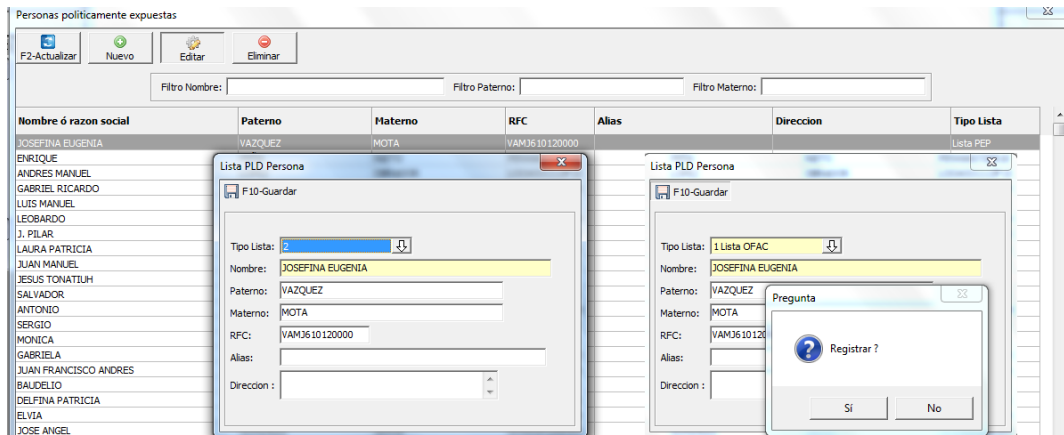 Personas politicamente expuestas
F2-Actualizar Nuevo Editar Eliminar
Filtro Nombre: Filtro Paterno: Filtro Materno:
Nombre ó razon social Paterno Materno RFC Alias Direccion Tipo Lista
JOSEFINA EUGENIA VAZQUEZ MOTA VAMJ610120000 Lista PEP
ENRIQUE
ANDRES MANUEL
GABRIEL RICARDO
LUIS MANUEL
LEOBARDO
J. PILAR
LAURA PATRICIA
JUAN MANUEL
JESUS TONATIUH
SALVADOR
ANTONIO
SERGIO
MONICA
GABRIELA
JUAN FRANCISCO ANDRES
BAUDELIO
DELFINA PATRICIA
ELVIA
JOSE ANGEL
Lista PLD Persona
F10-Guardar
Tipo Lista: 2
Nombre: JOSEFINA EUGENIA
Paterno: VAZQUEZ
Materno: MOTA
RFC: VAMJ610120000
Alias:
Direccion :
Lista PLD Persona
F10-Guardar
Tipo Lista: 1 Lista OFAC
Nombre: JOSEFINA EUGENIA
Paterno: VAZQUEZ
Materno: MOTA
RFC: VAMJ610120
Alias:
Direccion :
Pregunta
Registrar ?
Sí No